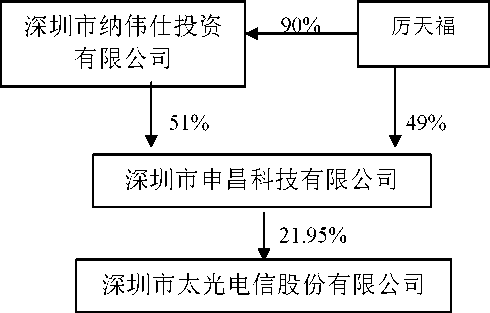 深圳市纳伟仕投资
有限公司
90%
厉天福
51%
49%
深圳市申昌科技有限公司
21.95%
深圳市太光电信股份有限公司